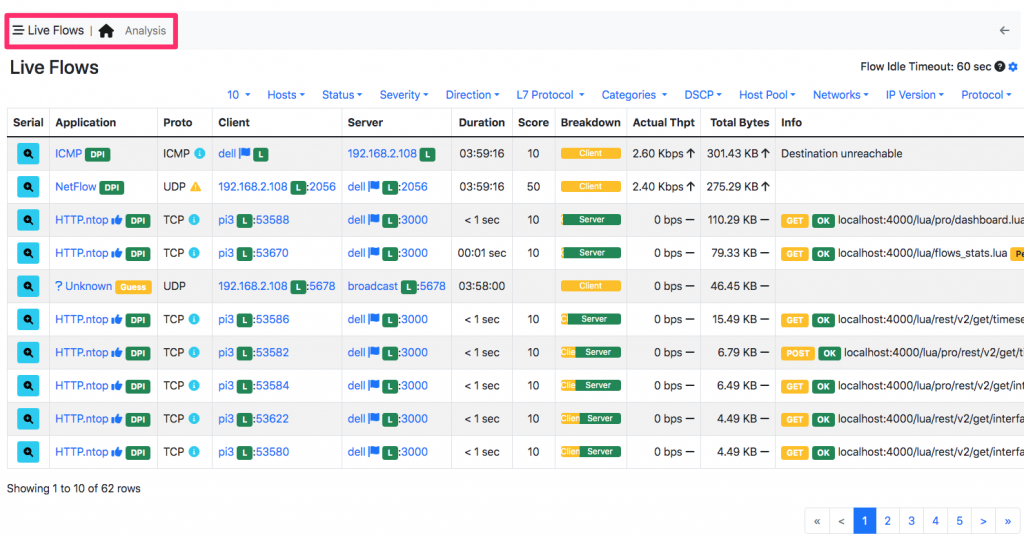 Live Flows | Analysis
Live Flows
Flow Idle Timeout: 60 sec
10 Hosts Status Severity Direction L7 Protocol Categories DSCP Host Pool Networks IP Version Protocol
Serial Application Proto Client Server Duration Score Breakdown Actual Thpt Total Bytes Info
ICMP DPI ICMP dell L 192.168.2.108 L 03:59:16 10 Client 2.60 Kbps 301.43 KB Destination unreachable
NetFlow DPI UDP 192.168.2.108 L :2056 dell L :2056 03:59:16 50 Client 2.40 Kbps 275.29 KB
HTTP.ntop DPI TCP pi3 L :53588 dell L :3000 < 1 sec 10 Server 0 bps — 110.29 KB — GET OK localhost:4000/lua/pro/dashboard.lua
HTTP.ntop DPI TCP pi3 L :53670 dell L :3000 00:01 sec 10 Server 0 bps — 79.33 KB — GET OK localhost:4000/lua/flows_stats.lua Pe
? Unknown Guess UDP 192.168.2.108 L :5678 broadcast L :5678 03:58:00 10 Client 0 bps — 46.45 KB —
HTTP.ntop DPI TCP pi3 L :53586 dell L :3000 < 1 sec 10 C Server 0 bps — 15.49 KB — GET OK localhost:4000/lua/rest/v2/get/timese
HTTP.ntop DPI TCP pi3 L :53582 dell L :3000 < 1 sec 10 Clie Server 0 bps — 6.79 KB — POST OK localhost:4000/lua/pro/rest/v2/get/ti
HTTP.ntop DPI TCP pi3 L :53584 dell L :3000 < 1 sec 10 Clie Server 0 bps — 6.49 KB — GET OK localhost:4000/lua/pro/rest/v2/get/in
HTTP.ntop DPI TCP pi3 L :53622 dell L :3000 < 1 sec 10 Clien Server 0 bps — 4.49 KB — GET OK localhost:4000/lua/rest/v2/get/interfa
HTTP.ntop DPI TCP pi3 L :53580 dell L :3000 < 1 sec 10 Clien Server 0 bps — 4.49 KB — GET OK localhost:4000/lua/rest/v2/get/interfa
Showing 1 to 10 of 62 rows
« < 1 2 3 4 5 > »